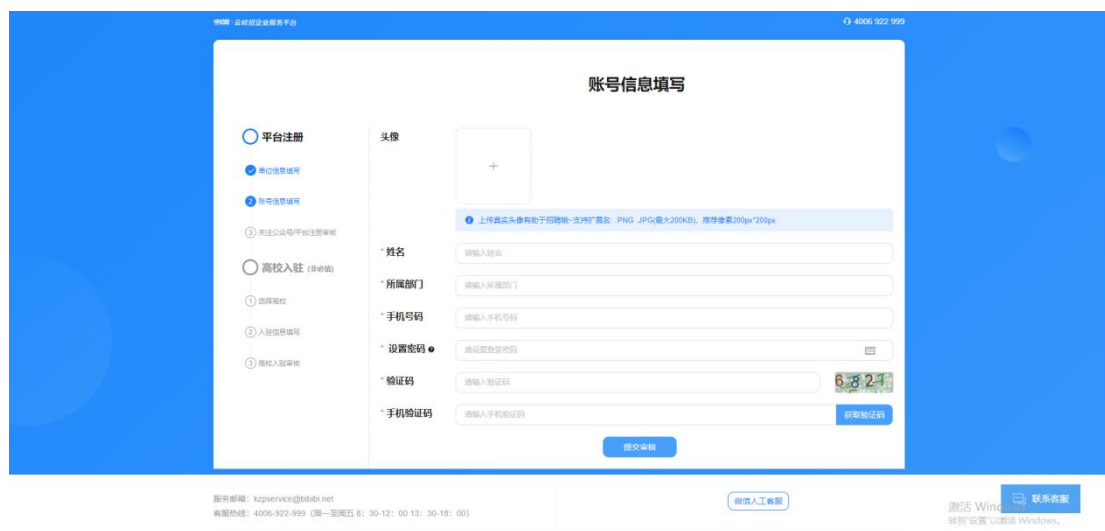 云校招企业服务平台
4006 922 999
账号信息填写
平台注册
单位信息填写
2 账号信息填写
3 关注公众号/平台注册审核
高校入驻 (非必填)
1 选择高校
2 入驻信息填写
3 高校入驻审核
头像
+
上传真实头像有助于招聘哦~支持扩展名: .PNG .JPG(最大200KB)，推荐像素200px*200px
*姓名 请输入姓名
*所属部门 请输入所属部门
*手机号码 请输入手机号码
*设置密码 请设置登录密码
*验证码 请输入验证码 6827
*手机验证码 请输入手机验证码 获取验证码
提交审核
服务邮箱：kzpservice@bibibi.net
客服热线：4006-922-999（周一至周五 8：30-12：00 13：30-18：00）
微信人工客服
联系客服
激活 Windows
转到"设置"以激活 Windows。